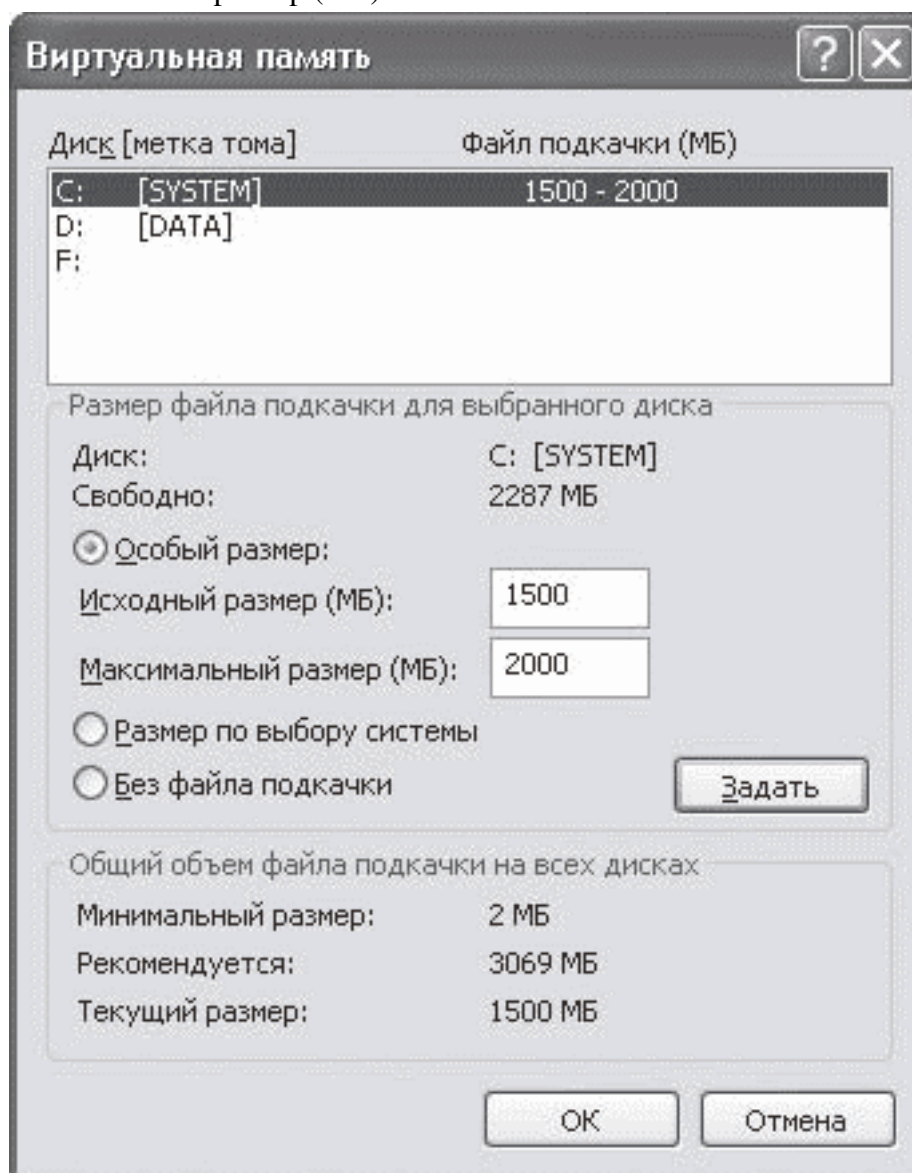 Виртуальная память
Диск [метка тома] Файл подкачки (МБ)
C: [SYSTEM] 1500 - 2000
D: [DATA]
F:
Размер файла подкачки для выбранного диска
Диск: C: [SYSTEM]
Свободно: 2287 МБ
Особый размер:
Исходный размер (МБ): 1500
Максимальный размер (МБ): 2000
Размер по выбору системы
Без файла подкачки
Задать
Общий объем файла подкачки на всех дисках
Минимальный размер: 2 МБ
Рекомендуется: 3069 МБ
Текущий размер: 1500 МБ
ОК Отмена